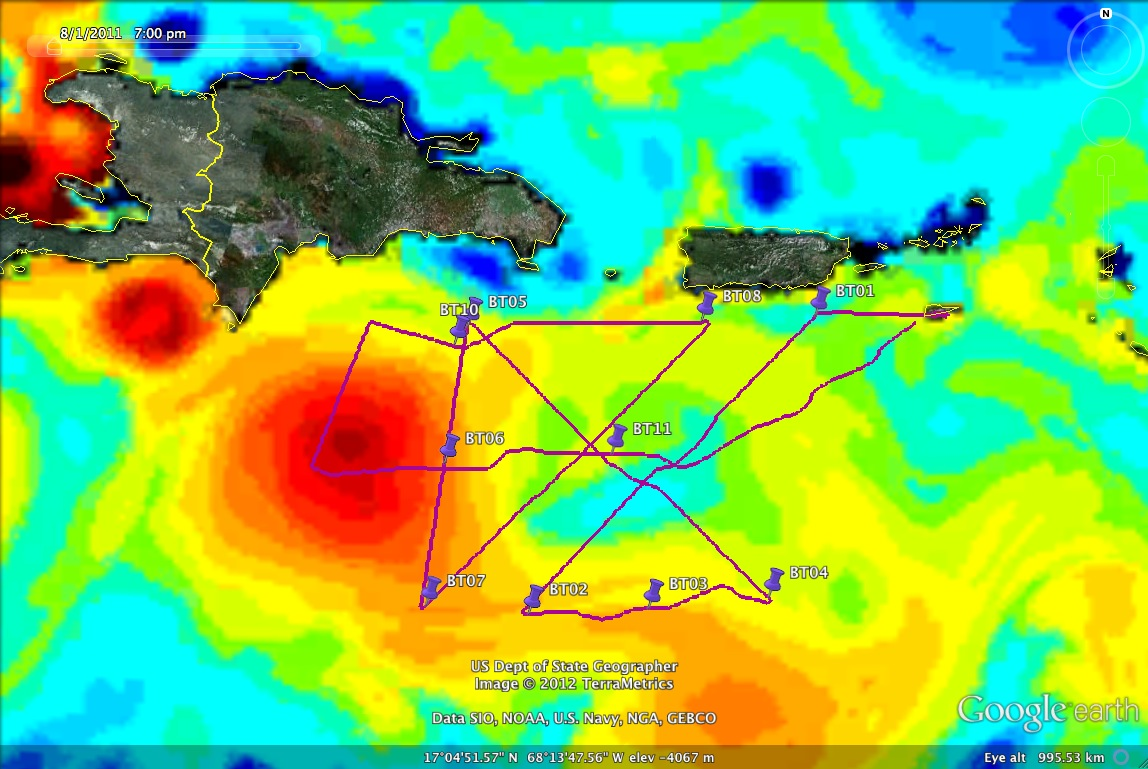 8/1/2011 7:00 pm
N
BT05
BT10
BT08
BT01
BT11
BT06
BT07
BT02
BT03
BT04
US Dept of State Geographer
Image © 2012 TerraMetrics
Data SIO, NOAA, U.S. Navy, NGA, GEBCO
Google earth
17°04'51.57" N 68°13'47.56" W elev -4067 m
Eye alt 995.53 km